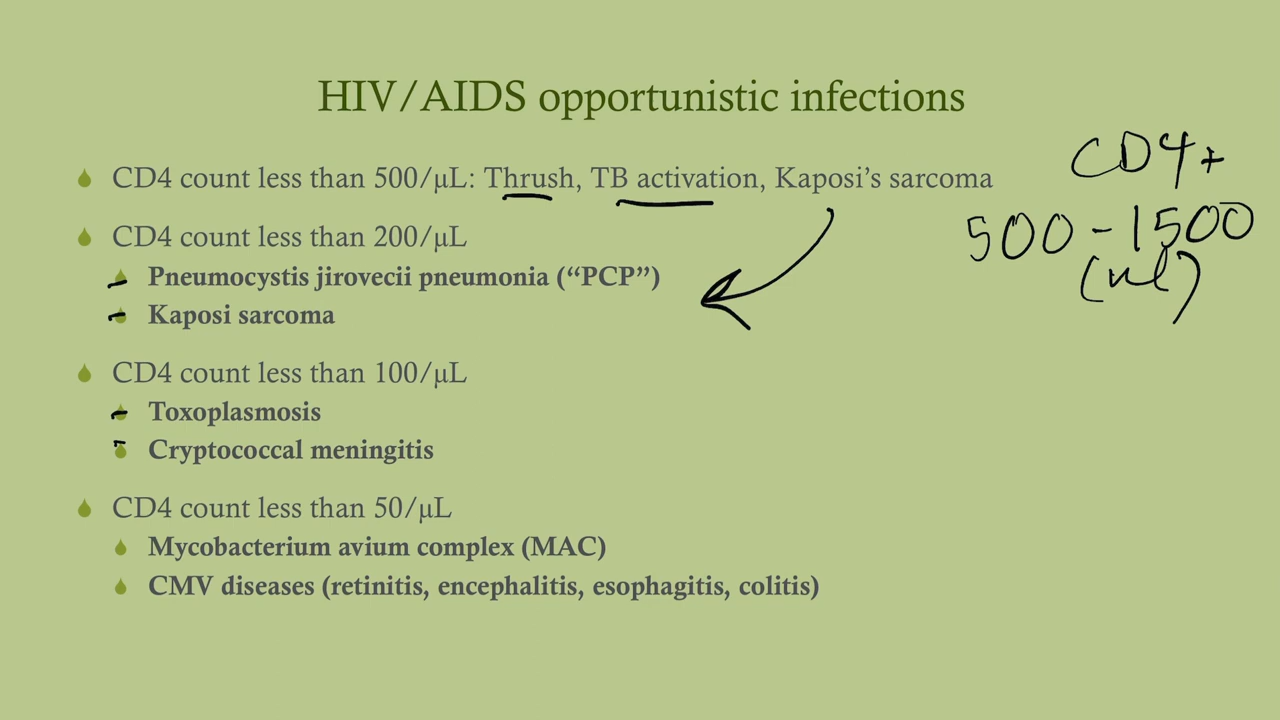 HIV/AIDS opportunistic infections
CD4 count less than 500/μL: Thrush, TB activation, Kaposi’s sarcoma
CD4 count less than 200/μL
Pneumocystis jirovecii pneumonia (“PCP”)
Kaposi sarcoma
CD4 count less than 100/μL
Toxoplasmosis
Cryptococcal meningitis
CD4 count less than 50/μL
Mycobacterium avium complex (MAC)
CMV diseases (retinitis, encephalitis, esophagitis, colitis)
CD4+
500-1500
(nl)